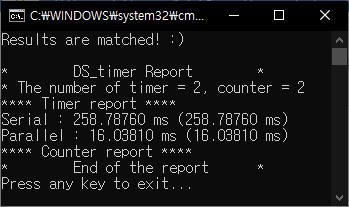 C:₩WINDOWS₩system32₩cm...
Results are matched! :)
* DS_timer Report *
* The number of timer = 2, counter = 2
**** Timer report ****
Serial : 258.78760 ms (258.78760 ms)
Parallel : 16.03810 ms (16.03810 ms)
**** Counter report ****
* End of the report *
Press any key to exit...